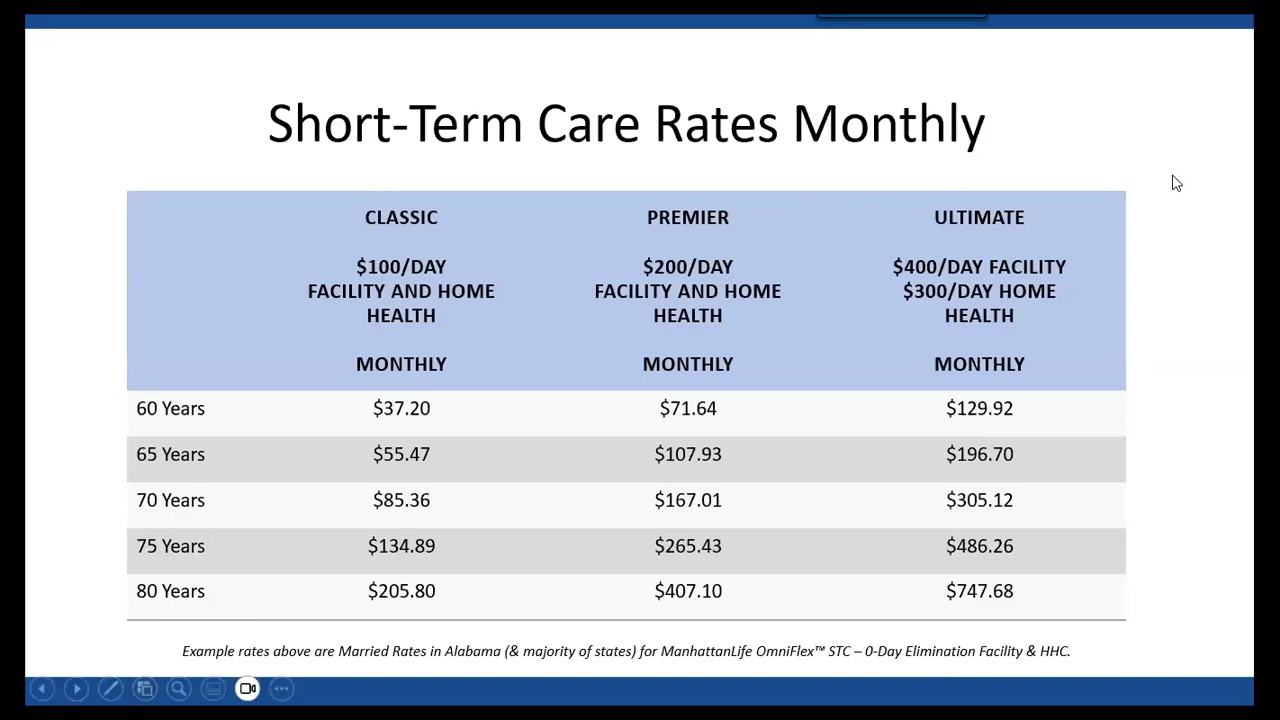 Short-Term Care Rates Monthly
CLASSIC PREMIER ULTIMATE
$100/DAY $200/DAY $400/DAY FACILITY
FACILITY AND HOME FACILITY AND HOME $300/DAY HOME
HEALTH HEALTH HEALTH
MONTHLY MONTHLY MONTHLY
60 Years $37.20 $71.64 $129.92
65 Years $55.47 $107.93 $196.70
70 Years $85.36 $167.01 $305.12
75 Years $134.89 $265.43 $486.26
80 Years $205.80 $407.10 $747.68
Example rates above are Married Rates in Alabama (& majority of states) for ManhattanLife OmniFlex™ STC – 0-Day Elimination Facility & HHC.